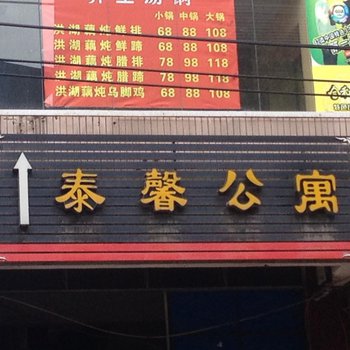 小锅 中锅 大锅
洪湖藕炖鲜排 68 88 108
洪湖藕炖鲜蹄 68 88 108
洪湖藕炖腊排 78 98 118
洪湖藕炖腊蹄 78 98 118
洪湖藕炖乌脚鸡 68 88 108
泰馨公寓